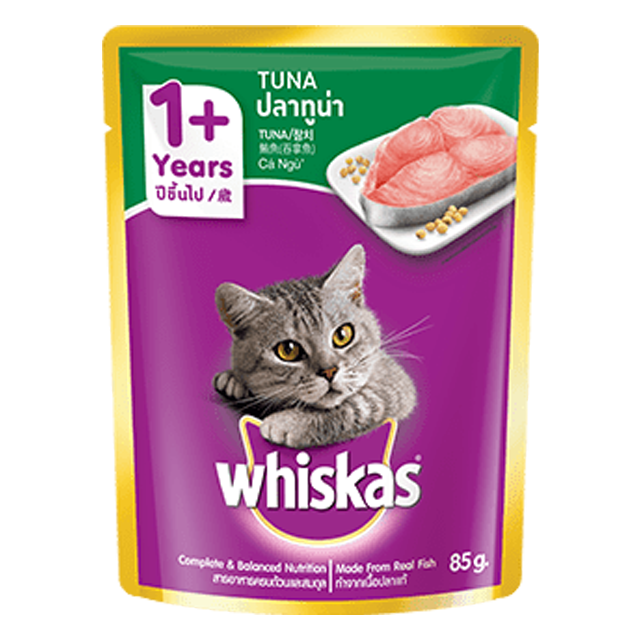 1+
Years
ปีขึ้นไป/歲
TUNA
ปลาทูน่า
TUNA/참치
鮪魚(吞拿魚)
Cá Ngừ
whiskas®
Complete & Balanced Nutrition
สารอาหารครบถ้วนและสมดุล
Made From Real Fish
ทำจากเนื้อปลาแท้
85g.